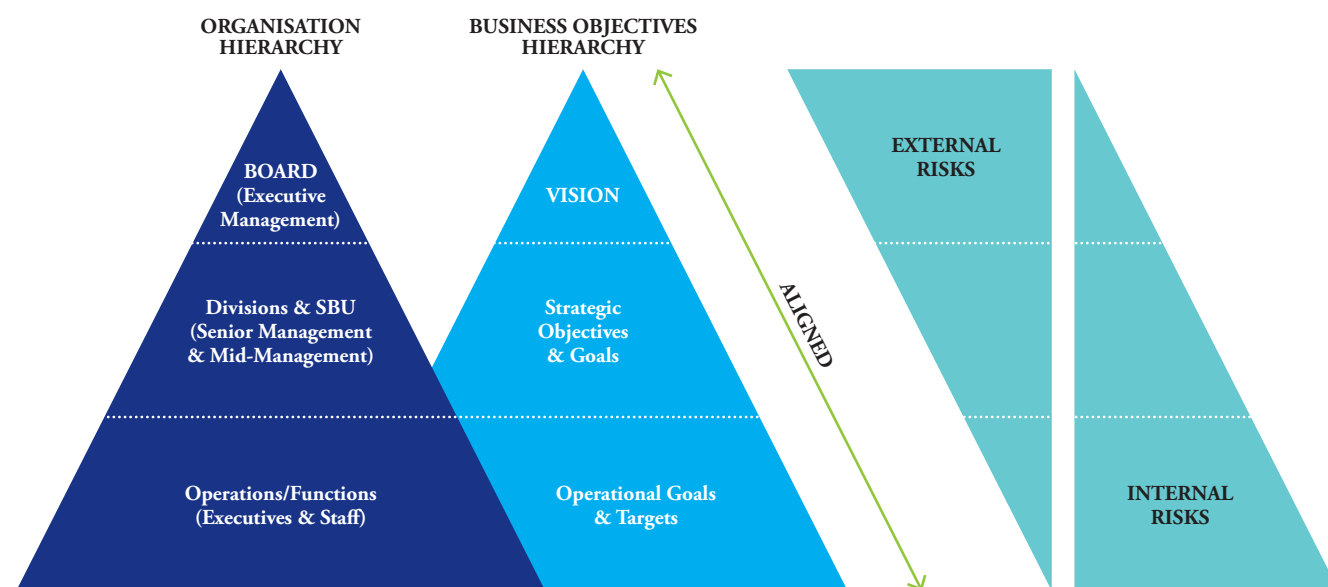 ORGANISATION
HIERARCHY
BUSINESS OBJECTIVES
HIERARCHY
BOARD
(Executive
Management)
VISION
EXTERNAL
RISKS
Divisions & SBU
(Senior Management
& Mid-Management)
Strategic
Objectives
& Goals
ALIGNED
Operations/Functions
(Executives & Staff)
Operational Goals
& Targets
INTERNAL
RISKS